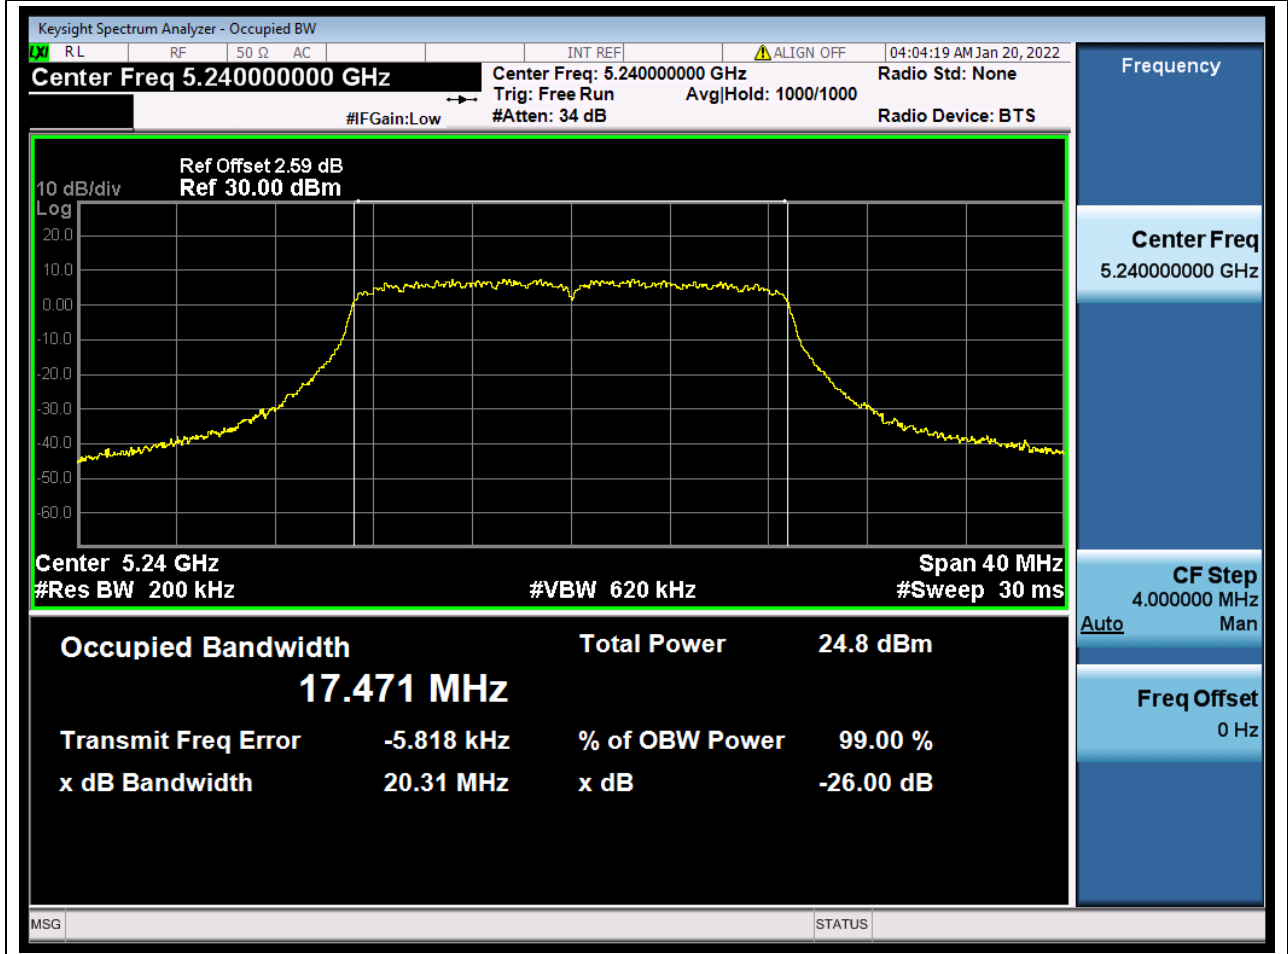 Keysight Spectrum Analyzer - Occupied BW
LXI RL RF 50 Ω AC INT REF ALIGN OFF 04:04:19 AM Jan 20, 2022
Center Freq 5.240000000 GHz
Center Freq: 5.240000000 GHz
Radio Std: None
Trig: Free Run Avg|Hold: 1000/1000
#IFGain:Low
#Atten: 34 dB
Radio Device: BTS
Ref Offset 2.59 dB
10 dB/div Ref 30.00 dBm
Log
20.0
10.0
0.00
-10.0
-20.0
-30.0
-40.0
-50.0
-60.0
Center 5.24 GHz Span 40 MHz
#Res BW 200 kHz #VBW 620 kHz #Sweep 30 ms
Occupied Bandwidth Total Power 24.8 dBm
17.471 MHz
Transmit Freq Error -5.818 kHz % of OBW Power 99.00 %
x dB Bandwidth 20.31 MHz x dB -26.00 dB
MSG STATUS
Frequency
Center Freq
5.240000000 GHz
CF Step
4.000000 MHz
Auto Man
Freq Offset
0 Hz